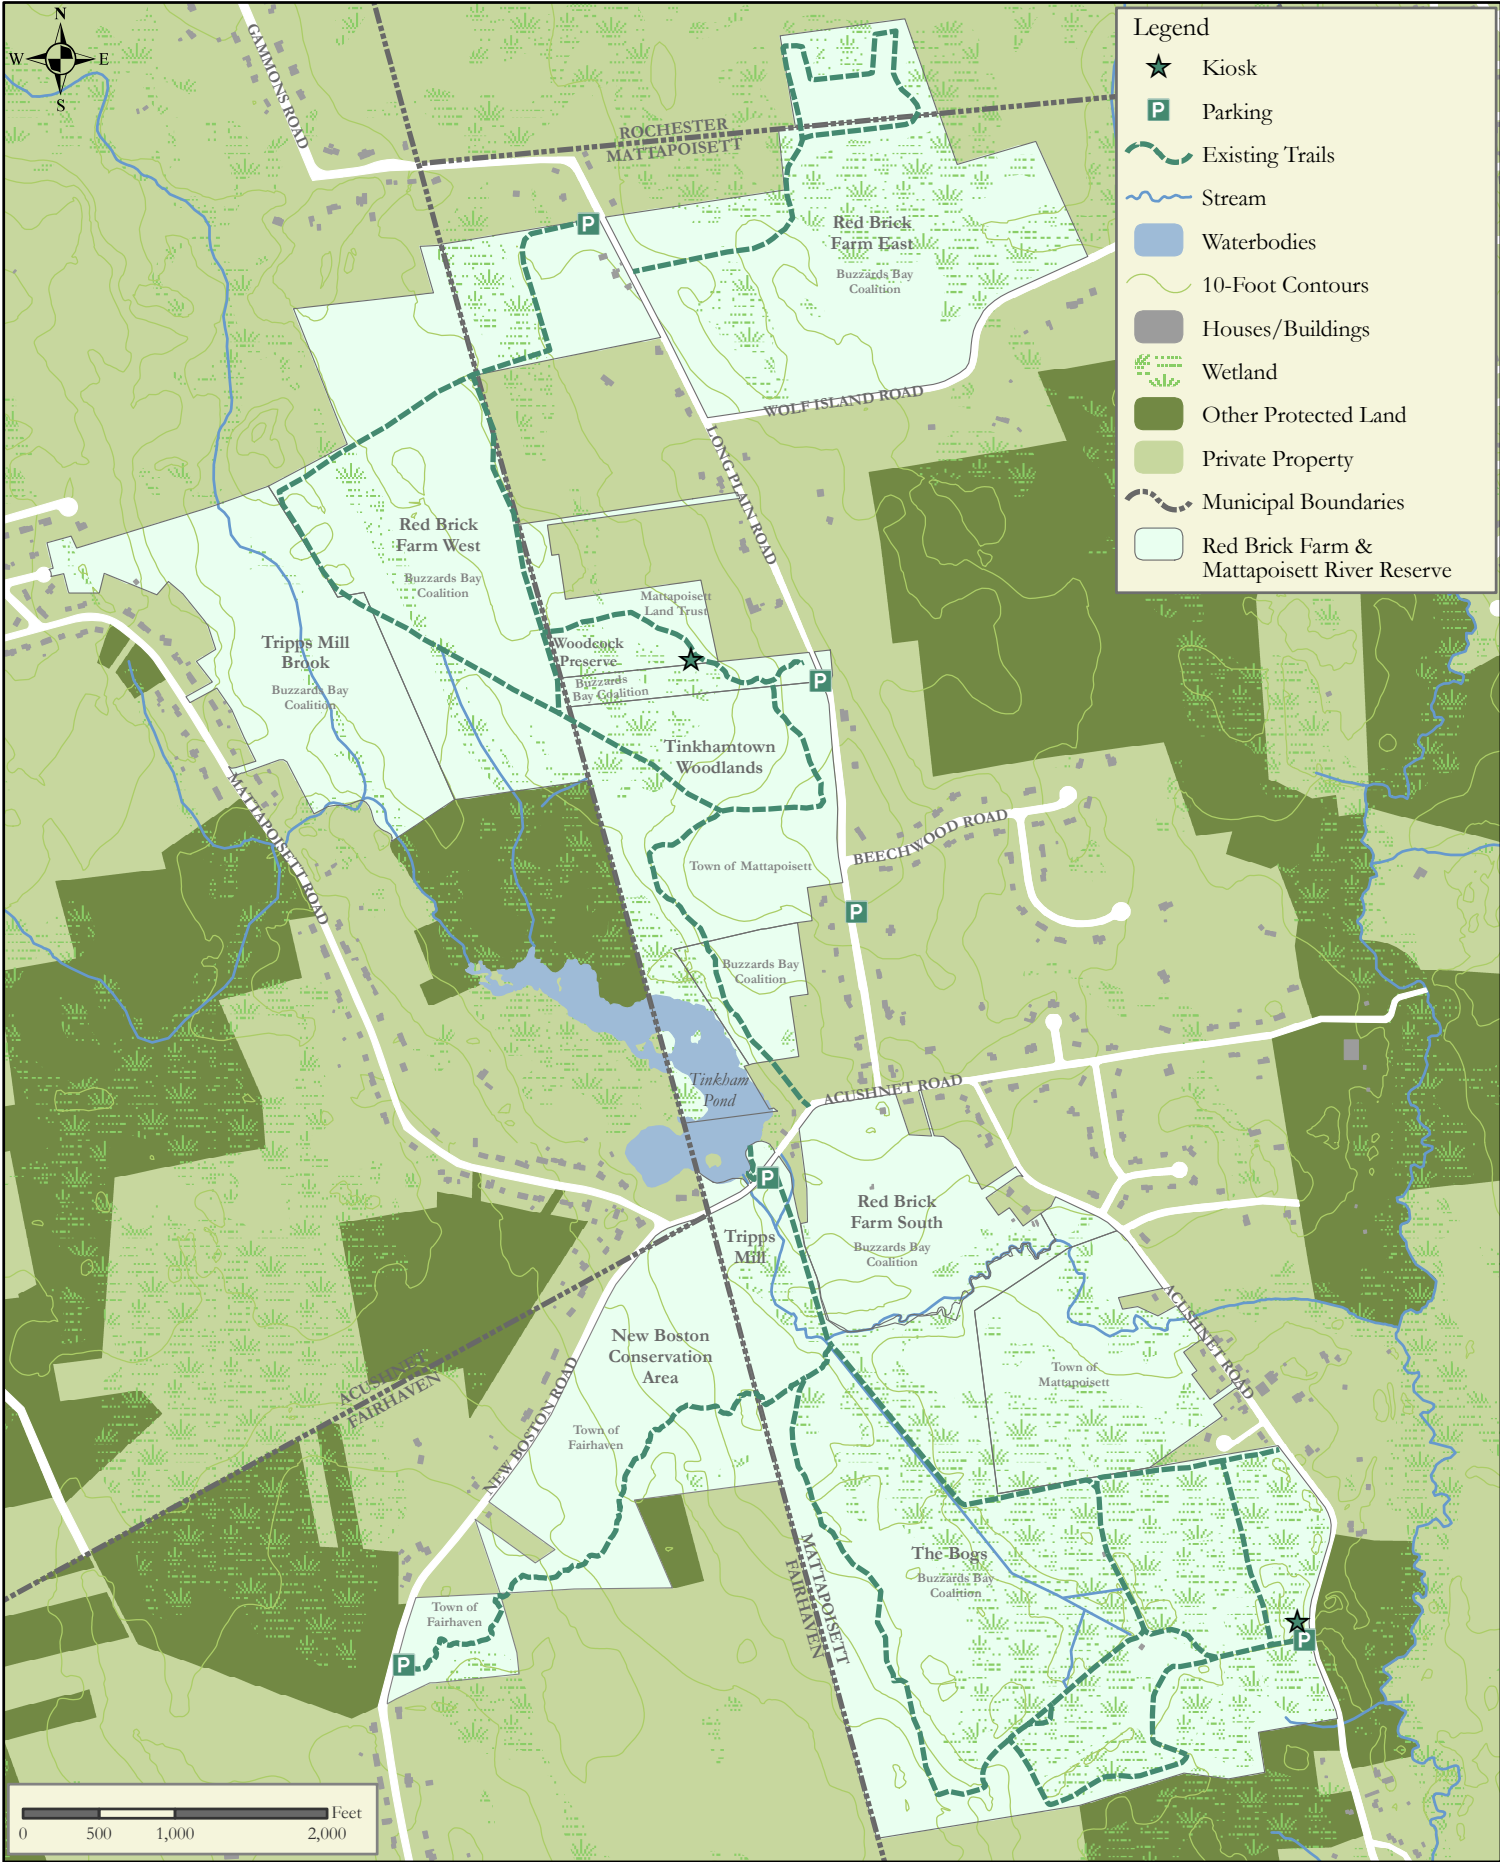 N
W
E
S
GAMMONS ROAD
ROCHESTER
MATTAPOISETT
P
Red Brick
Farm East
Buzzards Bay
Coalition
WOLF ISLAND ROAD
LONG PLAIN ROAD
Red Brick
Farm West
Buzzards Bay
Coalition
Mattapoisett
Land Trust
Woodcock
Preserve
Buzzards
Bay Coalition
P
Tripps Mill
Brook
Buzzards Bay
Coalition
Tinkhamtown
Woodlands
MATTAPOISETT ROAD
BEECHWOOD ROAD
Town of Mattapoisett
P
Buzzards Bay
Coalition
Tinkham
Pond
ACUSHNET ROAD
P
Red Brick
Farm South
Buzzards Bay
Coalition
Tripps
Mill
ACUSHNET ROAD
New Boston
Conservation
Area
Town of
Fairhaven
Town of
Mattapoisett
ACUSHNET
FAIRHAVEN
NEW BOSTON ROAD
MATTAPOISETT
FAIRHAVEN
The Bogs
Buzzards Bay
Coalition
Town of
Fairhaven
P
P
Legend
Kiosk
P
Parking
Existing Trails
Stream
Waterbodies
10-Foot Contours
Houses/Buildings
Wetland
Other Protected Land
Private Property
Municipal Boundaries
Red Brick Farm &
Mattapoisett River Reserve
Feet
0 500 1,000 2,000